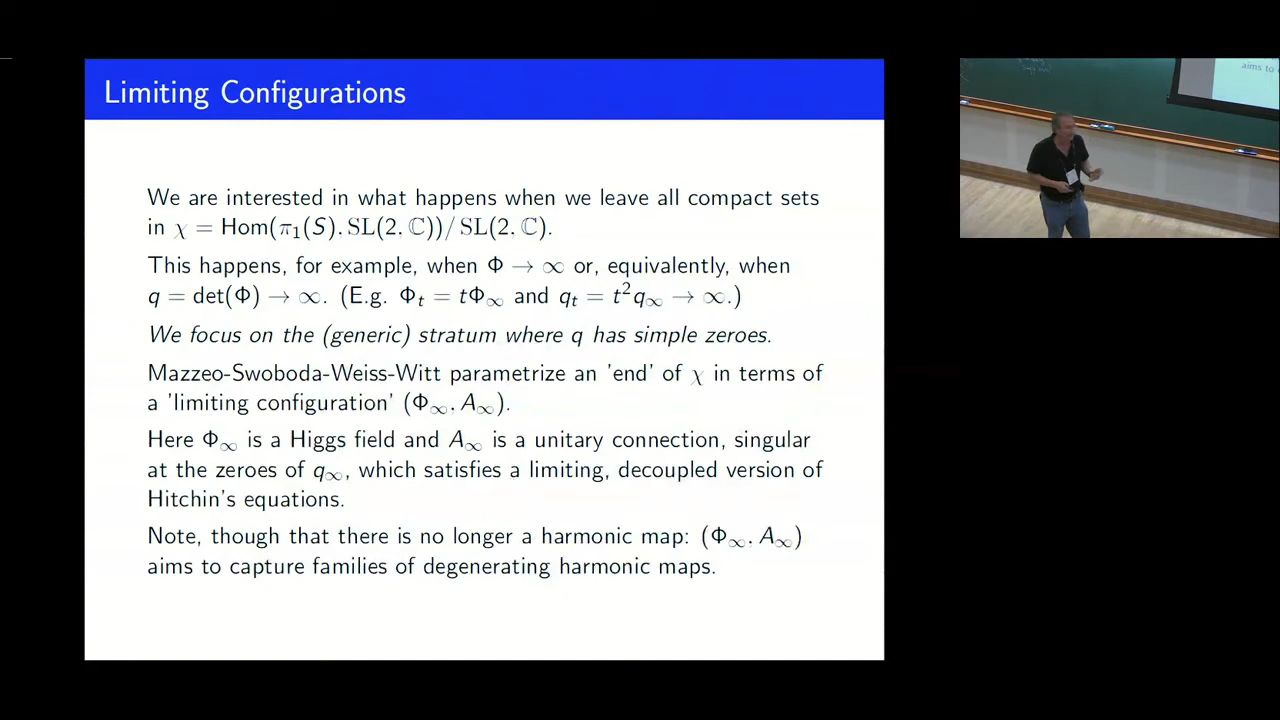 Limiting Configurations
We are interested in what happens when we leave all compact sets
in χ = Hom(π₁(S), SL(2, ℂ))/ SL(2, ℂ).
This happens, for example, when Φ → ∞ or, equivalently, when
q = det(Φ) → ∞. (E.g. Φₜ = tΦ∞ and qₜ = t²q∞ → ∞.)
We focus on the (generic) stratum where q has simple zeroes.
Mazzeo-Swoboda-Weiss-Witt parametrize an 'end' of χ in terms of
a 'limiting configuration' (Φ∞, A∞).
Here Φ∞ is a Higgs field and A∞ is a unitary connection, singular
at the zeroes of q∞, which satisfies a limiting, decoupled version of
Hitchin's equations.
Note, though that there is no longer a harmonic map: (Φ∞, A∞)
aims to capture families of degenerating harmonic maps.
aims to